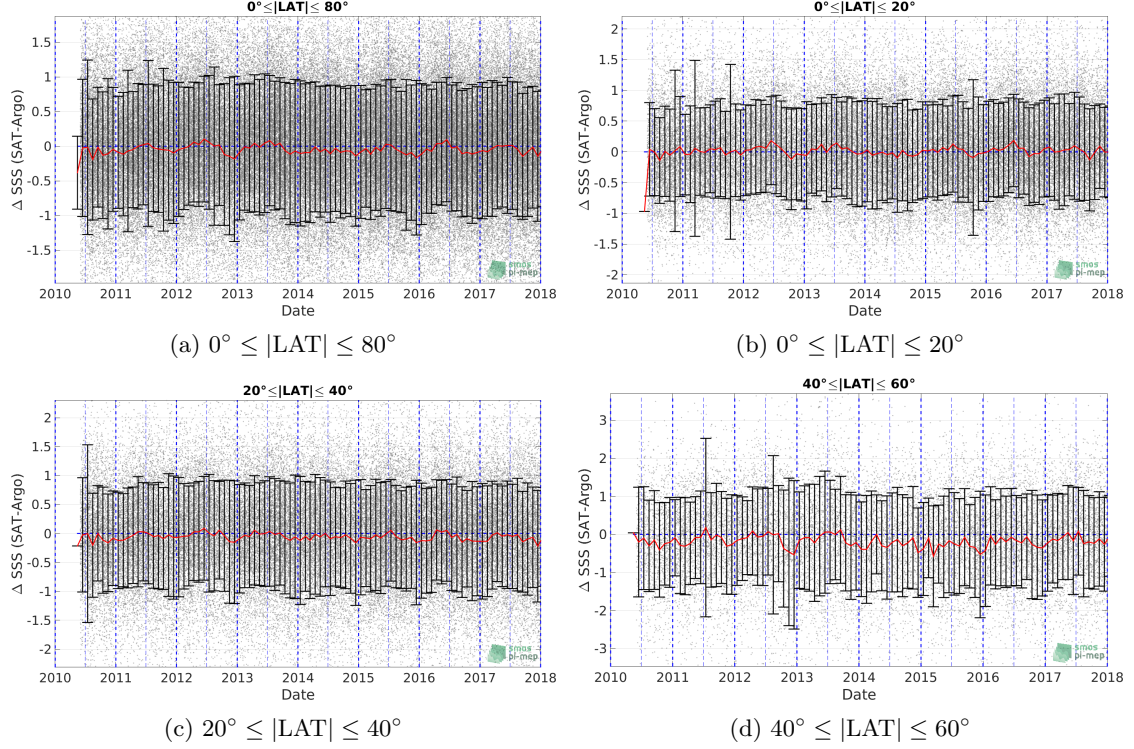 0°≤|LAT|≤ 80°
Δ SSS (SAT-Argo)
1.5
1
0.5
0
-0.5
-1
-1.5
2010 2011 2012 2013 2014 2015 2016 2017 2018
Date
smos
pi-mep
(a) 0° ≤ |LAT| ≤ 80°
0°≤|LAT|≤ 20°
Δ SSS (SAT-Argo)
2
1.5
1
0.5
0
-0.5
-1
-1.5
-2
2010 2011 2012 2013 2014 2015 2016 2017 2018
Date
smos
pi-mep
(b) 0° ≤ |LAT| ≤ 20°
20°≤|LAT|≤ 40°
Δ SSS (SAT-Argo)
2
1.5
1
0.5
0
-0.5
-1
-1.5
-2
2010 2011 2012 2013 2014 2015 2016 2017 2018
Date
smos
pi-mep
(c) 20° ≤ |LAT| ≤ 40°
40°≤|LAT|≤ 60°
Δ SSS (SAT-Argo)
3
2
1
0
-1
-2
-3
2010 2011 2012 2013 2014 2015 2016 2017 2018
Date
smos
pi-mep
(d) 40° ≤ |LAT| ≤ 60°